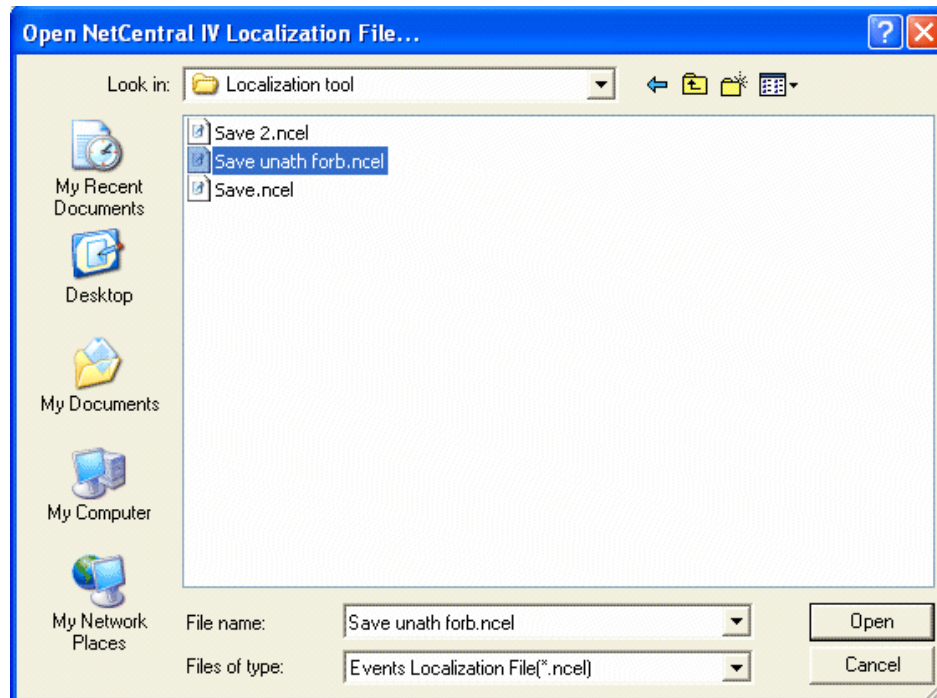 Open NetCentral IV Localization File...
Look in:
Localization tool
My Recent
Documents
Desktop
My Documents
My Computer
My Network
Places
Save 2.ncel
Save unath forb.ncel
Save.ncel
File name:
Save unath forb.ncel
Open
Files of type:
Events Localization File(*.ncel)
Cancel